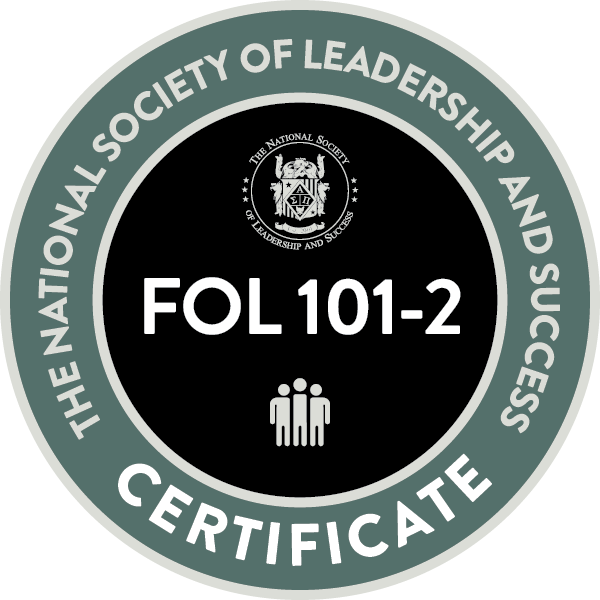 THE NATIONAL SOCIETY OF LEADERSHIP AND SUCCESS
THE NATIONAL SOCIETY
Λ
Σ Π
OF LEADERSHIP AND SUCCESS
FOL 101-2
CERTIFICATE